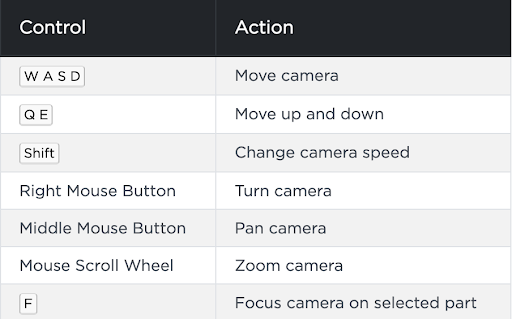 Control Action
W A S D Move camera
Q E Move up and down
Shift Change camera speed
Right Mouse Button Turn camera
Middle Mouse Button Pan camera
Mouse Scroll Wheel Zoom camera
F Focus camera on selected part